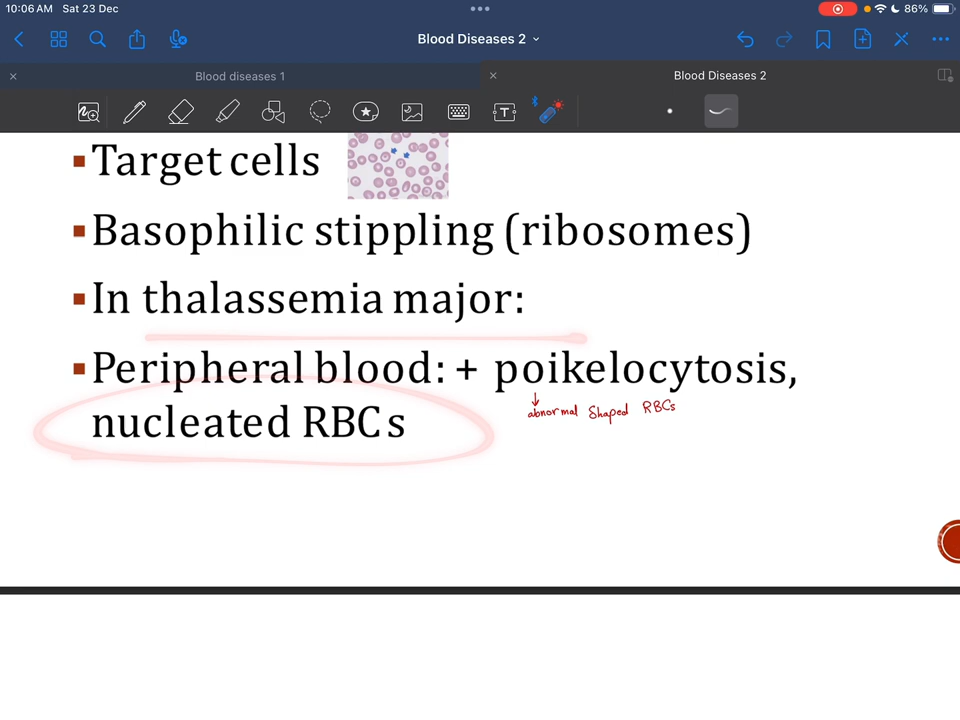 10:06 AM Sat 23 Dec
86%
Blood Diseases 2
Blood diseases 1
Blood Diseases 2
Target cells
Basophilic stippling (ribosomes)
In thalassemia major:
Peripheral blood: + poikelocytosis,
abnormal shaped RBCs
nucleated RBCs